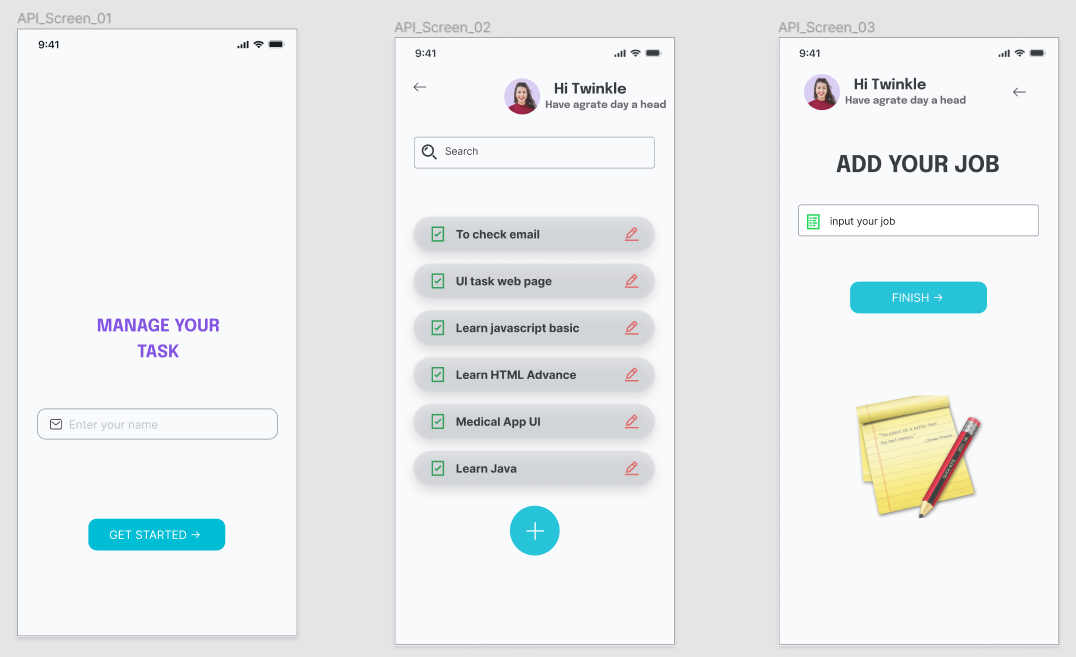 API_Screen_01
9:41
MANAGE YOUR
TASK
Enter your name
GET STARTED →
API_Screen_02
9:41
←
Hi Twinkle
Have agrate day a head
Search
To check email
UI task web page
Learn javascript basic
Learn HTML Advance
Medical App UI
Learn Java
API_Screen_03
9:41
Hi Twinkle
Have agrate day a head
←
ADD YOUR JOB
input your job
FINISH →